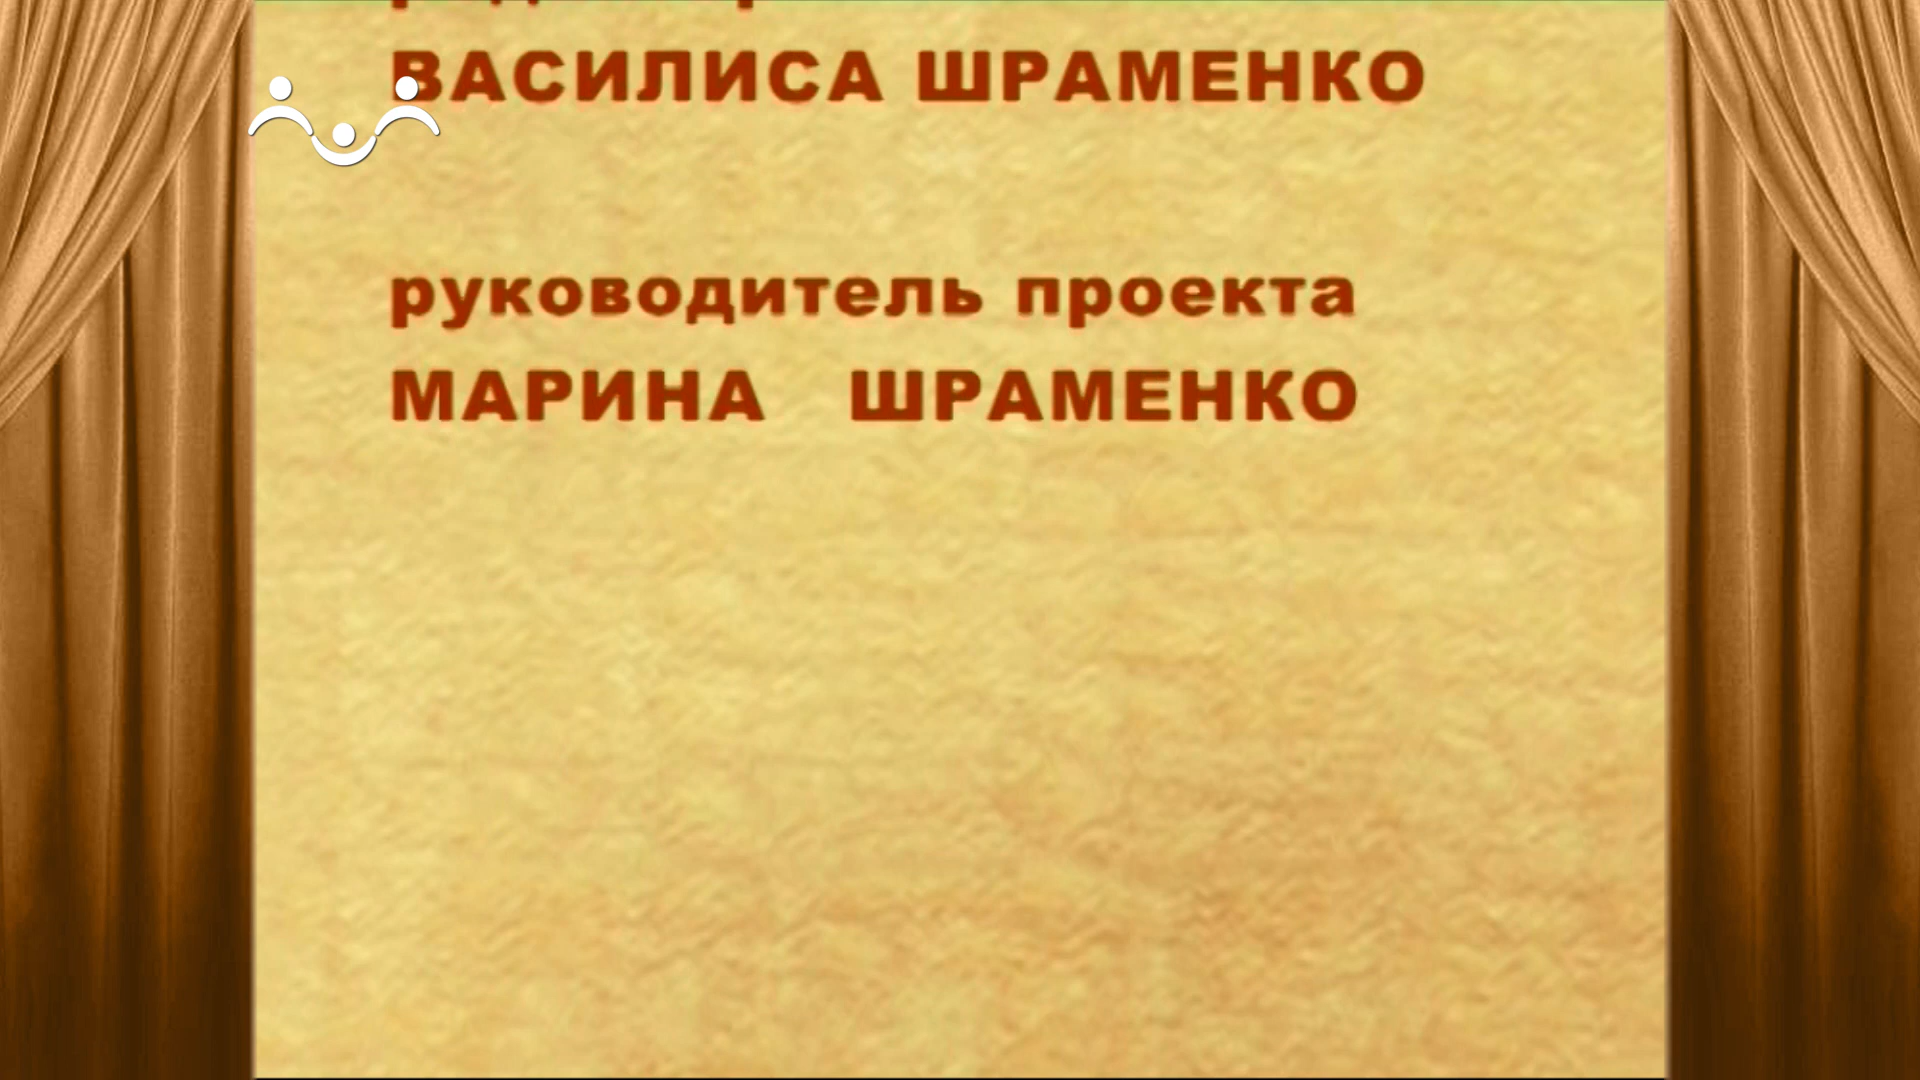 ВАСИЛИСА ШРАМЕНКО
руководитель проекта
МАРИНА ШРАМЕНКО